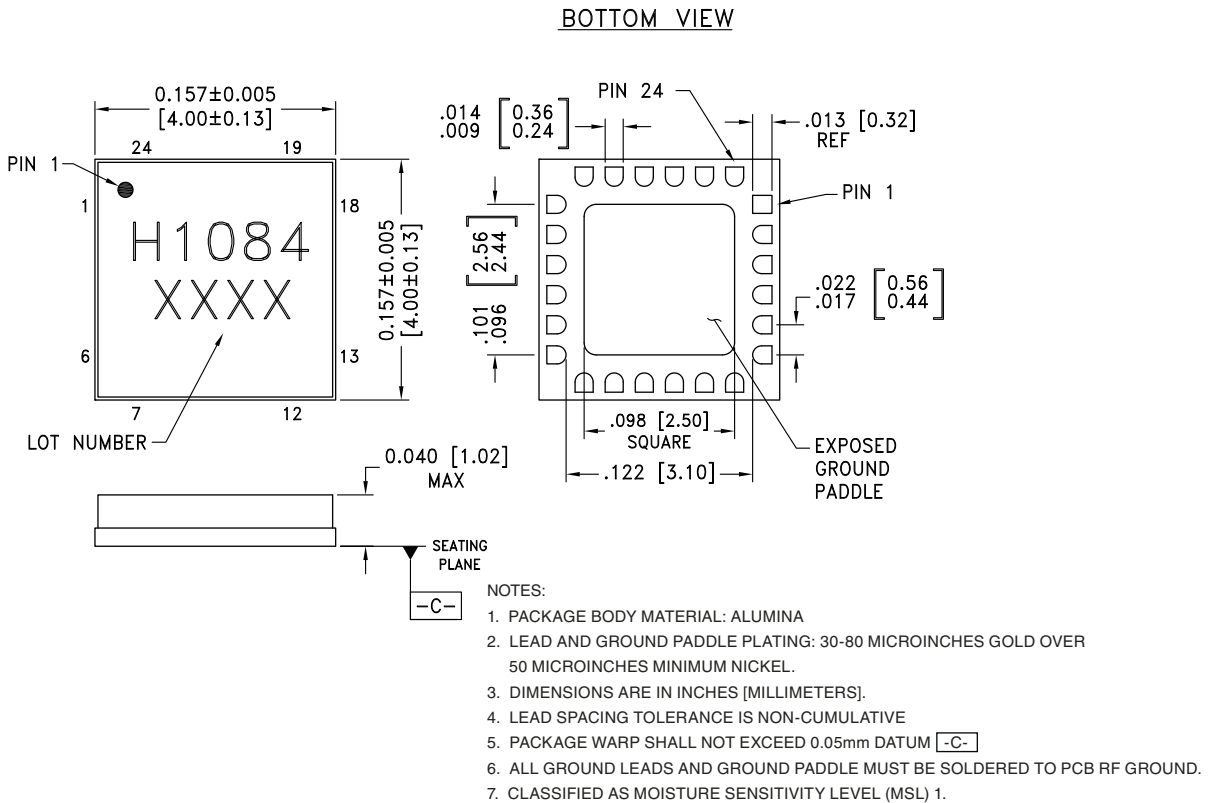 BOTTOM VIEW
0.157±0.005
[4.00±0.13]
24
19
PIN 1
1
18
H1084
XXXX
6
13
7
12
LOT NUMBER
0.157±0.005
[4.00±0.13]
.014
.009
[0.36
0.24]
PIN 24
.013 [0.32]
REF
PIN 1
[2.56
2.44]
.101
.096
.022
.017
[0.56
0.44]
.098 [2.50]
SQUARE
.122 [3.10]
EXPOSED
GROUND
PADDLE
0.040 [1.02]
MAX
SEATING
PLANE
-C-
NOTES:
1. PACKAGE BODY MATERIAL: ALUMINA
2. LEAD AND GROUND PADDLE PLATING: 30-80 MICROINCHES GOLD OVER
50 MICROINCHES MINIMUM NICKEL.
3. DIMENSIONS ARE IN INCHES [MILLIMETERS].
4. LEAD SPACING TOLERANCE IS NON-CUMULATIVE
5. PACKAGE WARP SHALL NOT EXCEED 0.05mm DATUM -C-
6. ALL GROUND LEADS AND GROUND PADDLE MUST BE SOLDERED TO PCB RF GROUND.
7. CLASSIFIED AS MOISTURE SENSITIVITY LEVEL (MSL) 1.